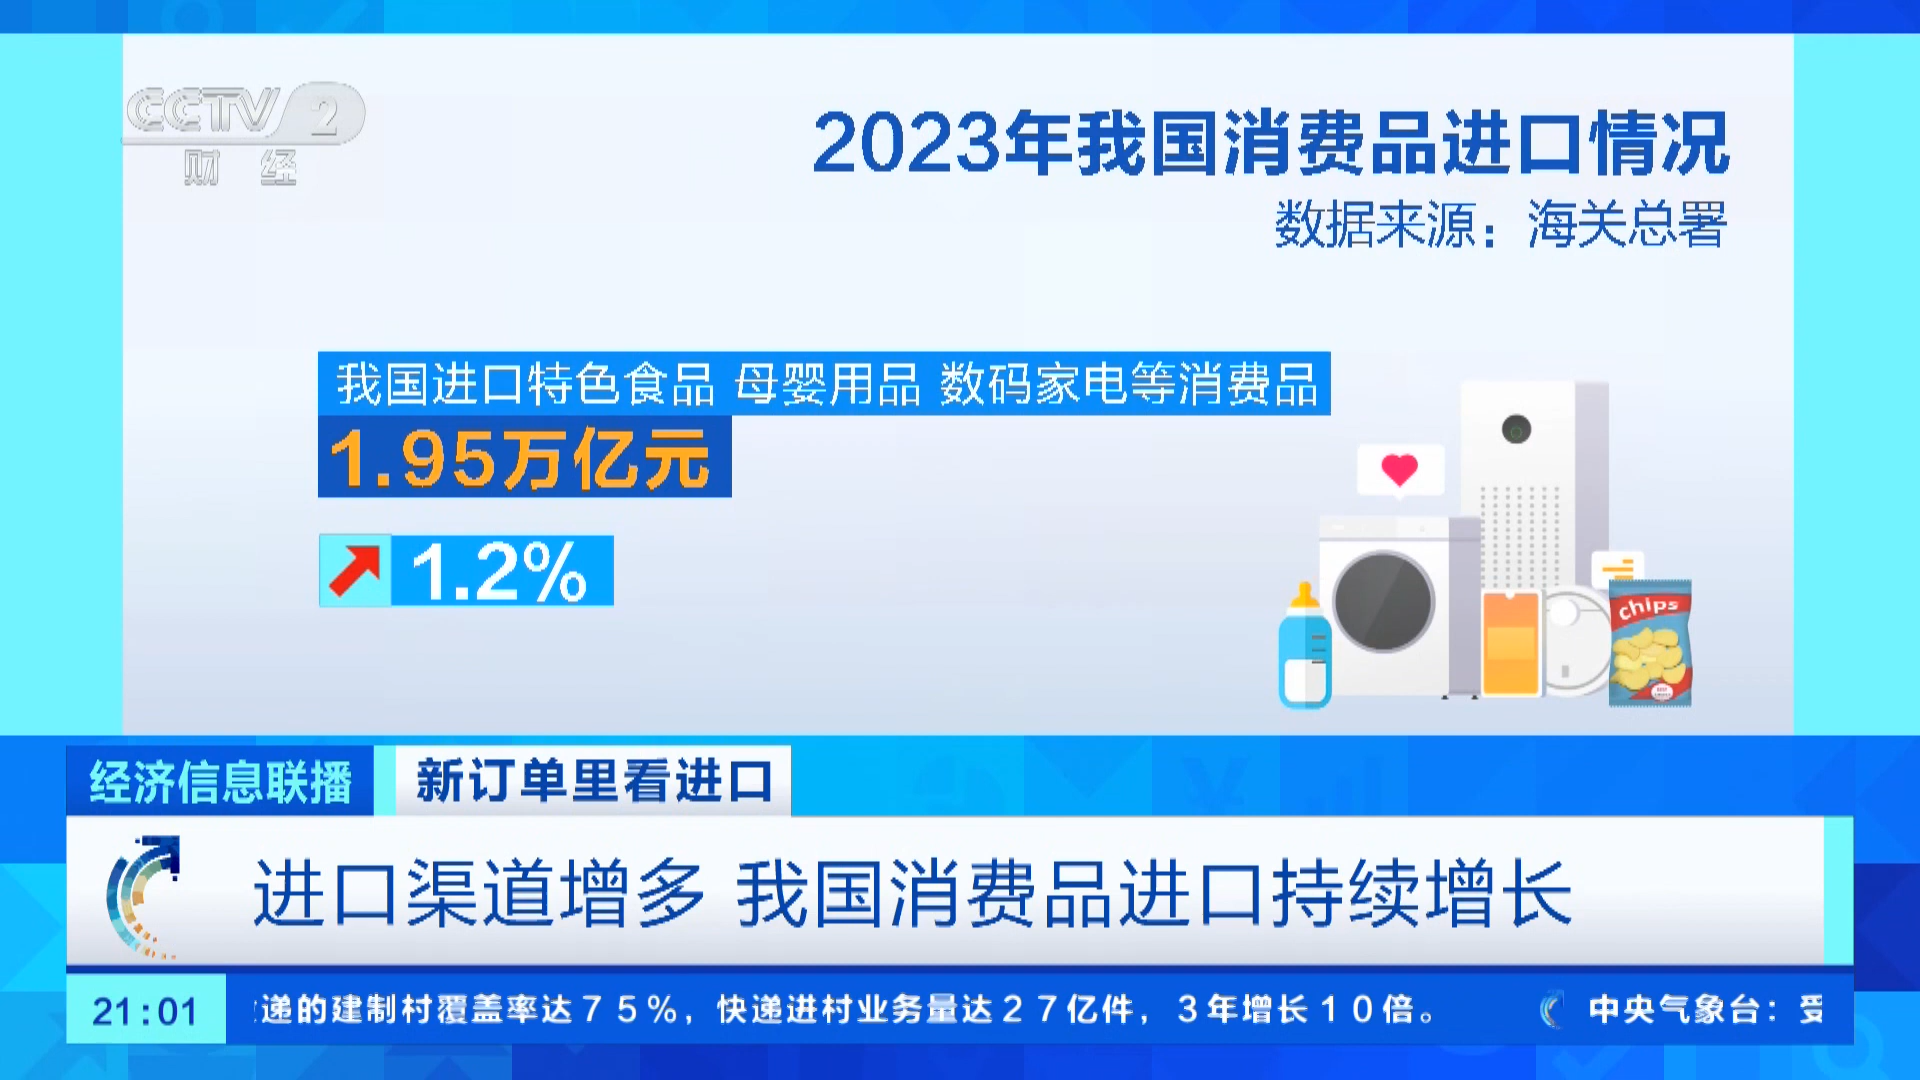 CCTV 2
财经
2023年我国消费品进口情况
数据来源：海关总署
我国进口特色食品 母婴用品 数码家电等消费品
1.95万亿元
1.2%
chips
经济信息联播
新订单里看进口
进口渠道增多 我国消费品进口持续增长
21:01
递的建制村覆盖率达75%，快递进村业务量达27亿件，3年增长10倍。
中央气象台：受